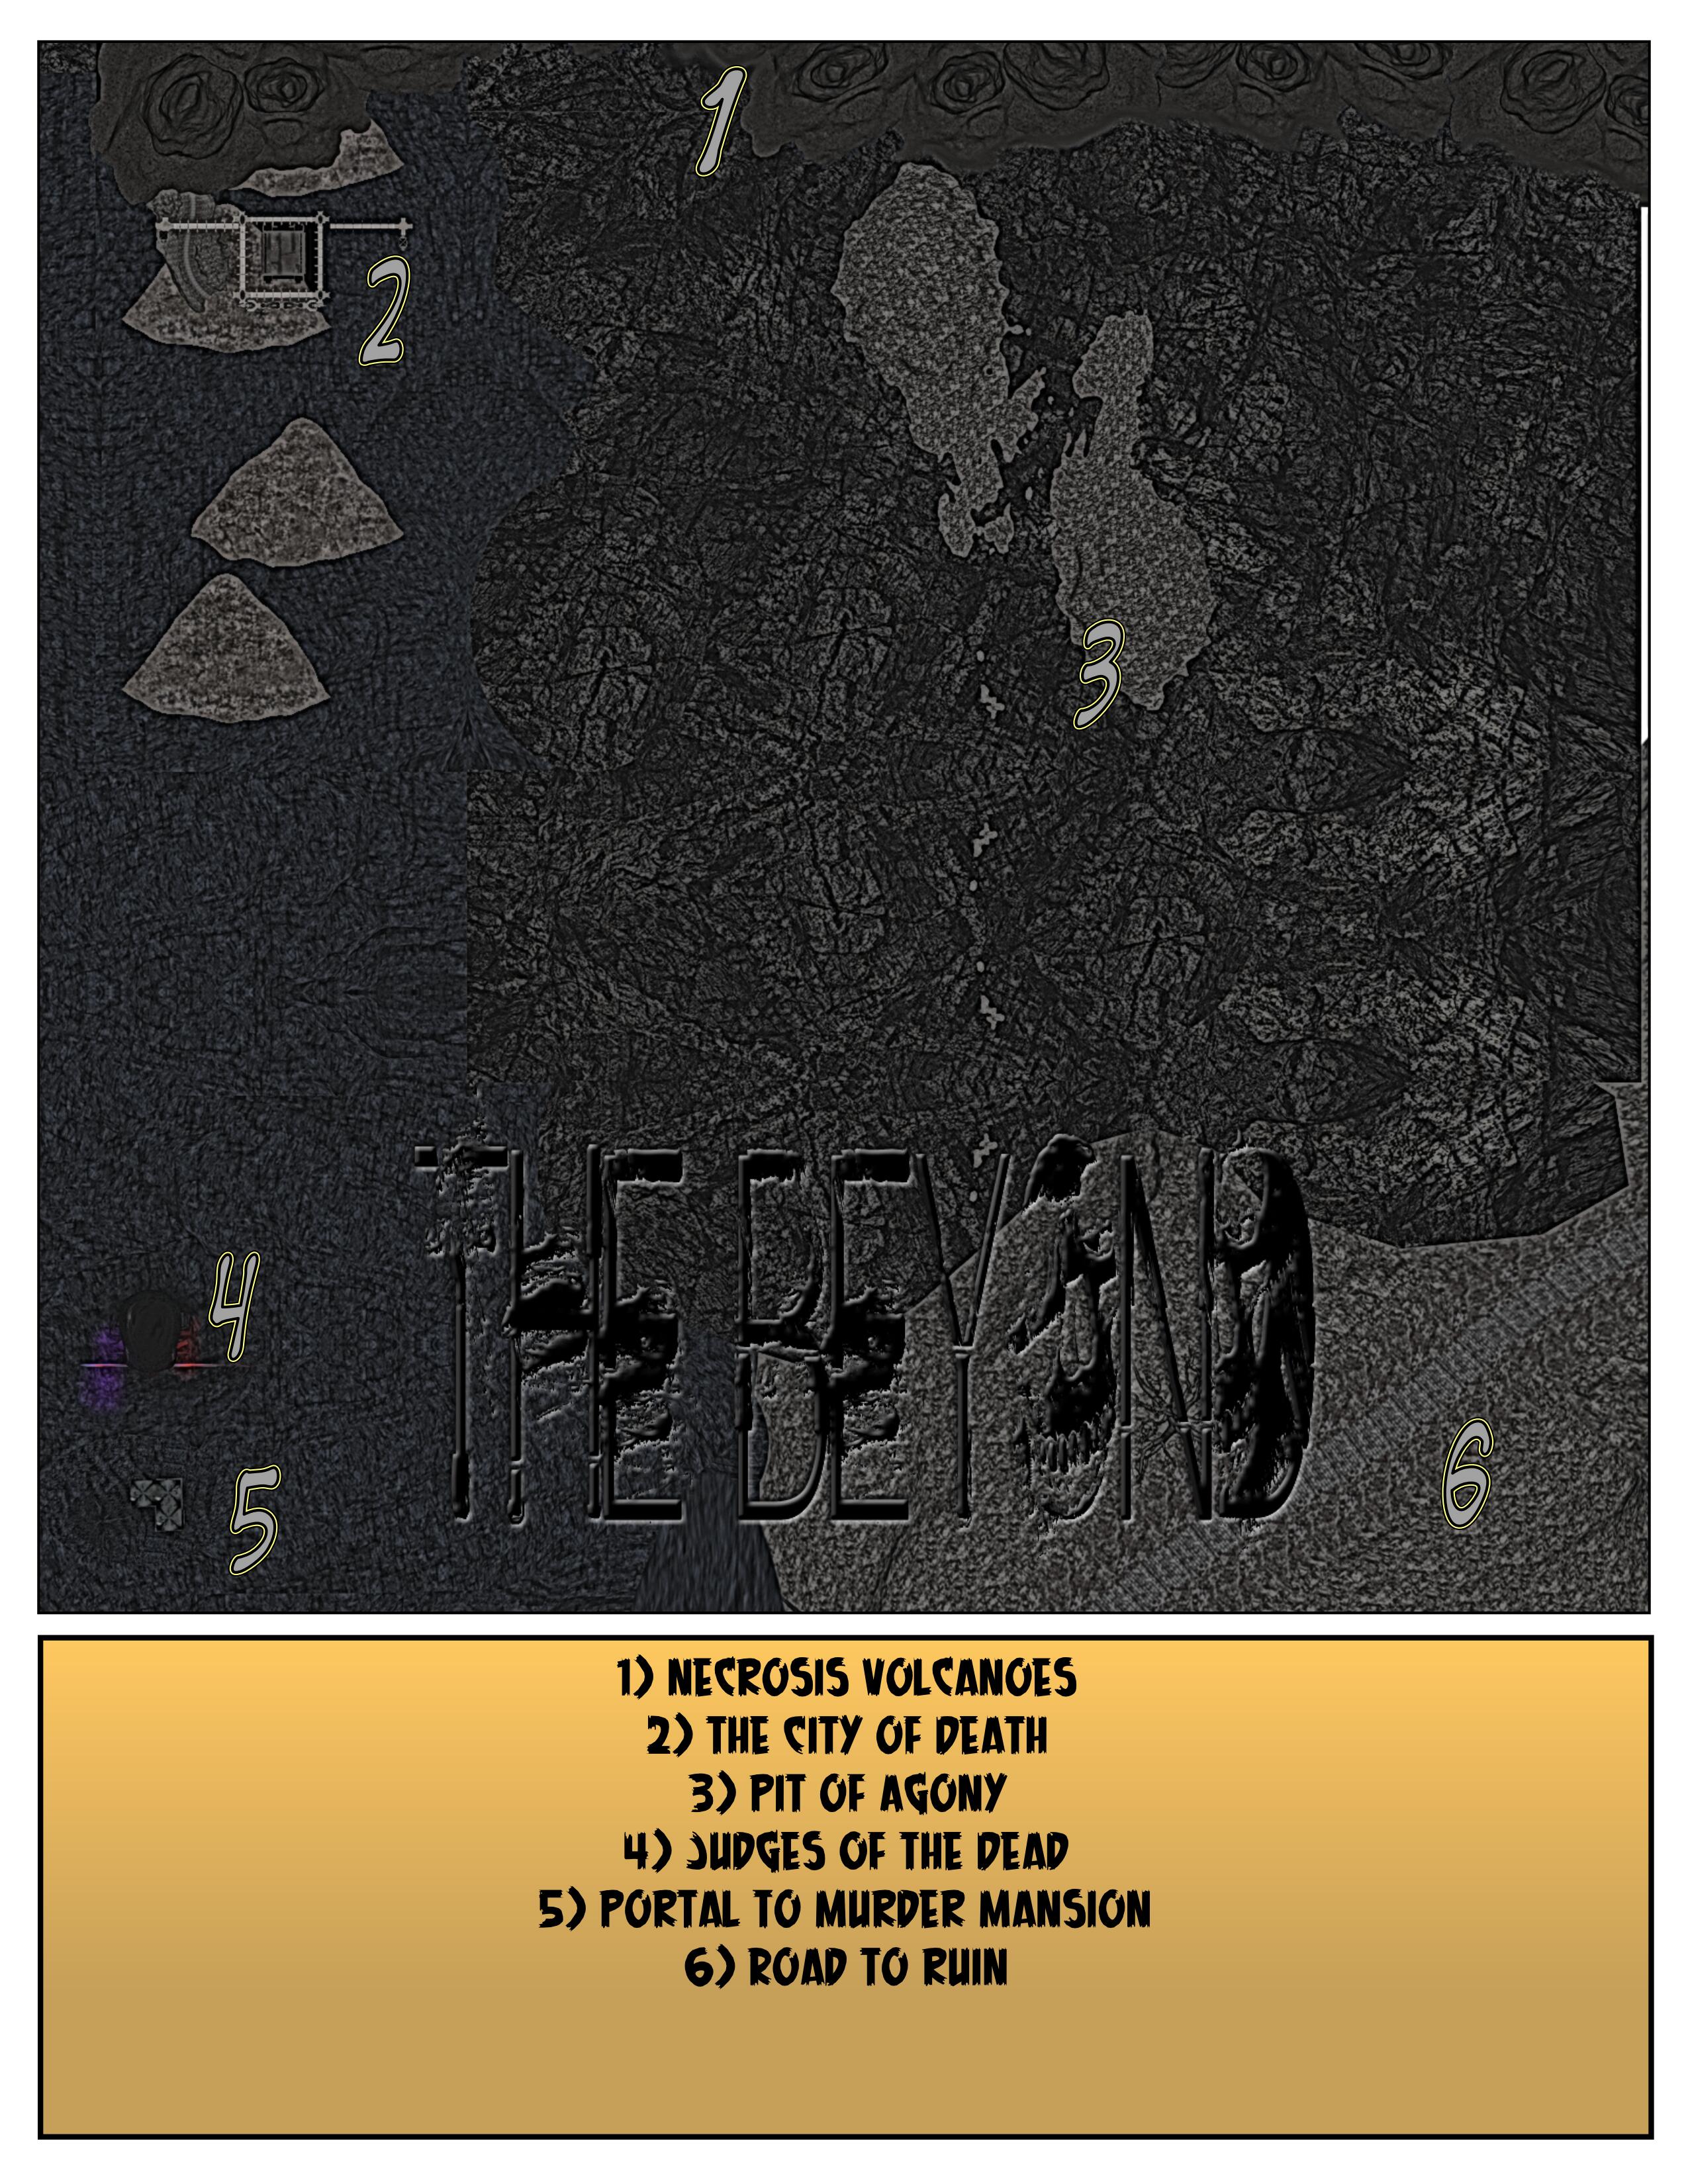 1
2
3
THE BEYOND
4
5
6
1) NECROSIS VOLCANOES
2) THE CITY OF DEATH
3) PIT OF AGONY
4) JUDGES OF THE DEAD
5) PORTAL TO MURDER MANSION
6) ROAD TO RUIN